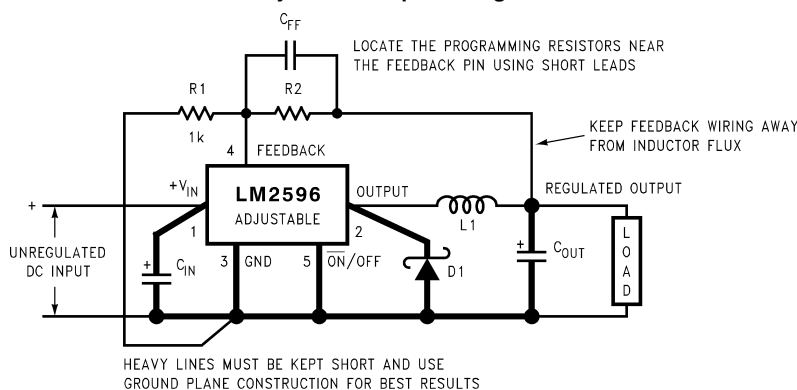 CFF
LOCATE THE PROGRAMMING RESISTORS NEAR
THE FEEDBACK PIN USING SHORT LEADS
R1
R2
1k
KEEP FEEDBACK WIRING AWAY
FROM INDUCTOR FLUX
4 FEEDBACK
+VIN
LM2596
ADJUSTABLE
OUTPUT
REGULATED OUTPUT
+
1
2
L1
UNREGULATED
DC INPUT
+
CIN
3 GND
5 ON/OFF
D1
+
COUT
LOAD
HEAVY LINES MUST BE KEPT SHORT AND USE
GROUND PLANE CONSTRUCTION FOR BEST RESULTS